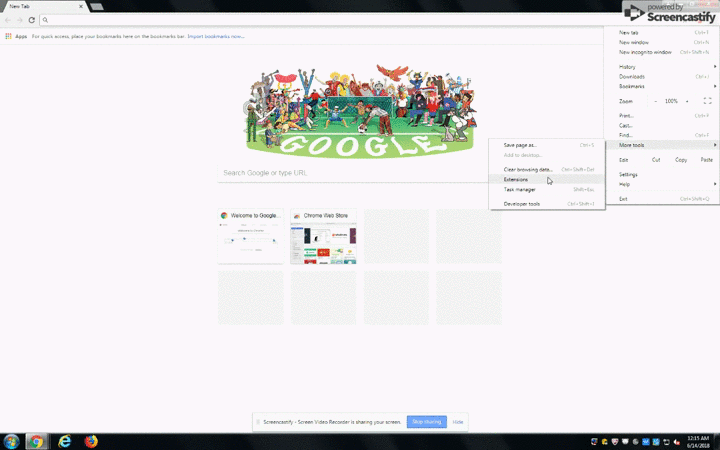 New Tab
powered by
Screencastify
Apps
For quick access, place your bookmarks here on the bookmarks bar. Import bookmarks now...
New tab
New window Ctrl+N
New incognito window Ctrl+Shift+N
History
Downloads
Bookmarks
Zoom - 100% +
Print...
Cast...
Find...
More tools
Edit Cut Copy Paste
Settings
Help
Exit Ctrl+Shift+Q
Save page as... Ctrl+S
Add to desktop...
Clear browsing data... Ctrl+Shift+Del
Extensions
Task manager Shift+Esc
Developer tools Ctrl+Shift+I
GOOGLE
Search Google or type URL
Welcome to Google...
Chrome Web Store
Screencastify - Screen Video Recorder is sharing your screen. Stop sharing Hide
12:15 AM
6/14/2018